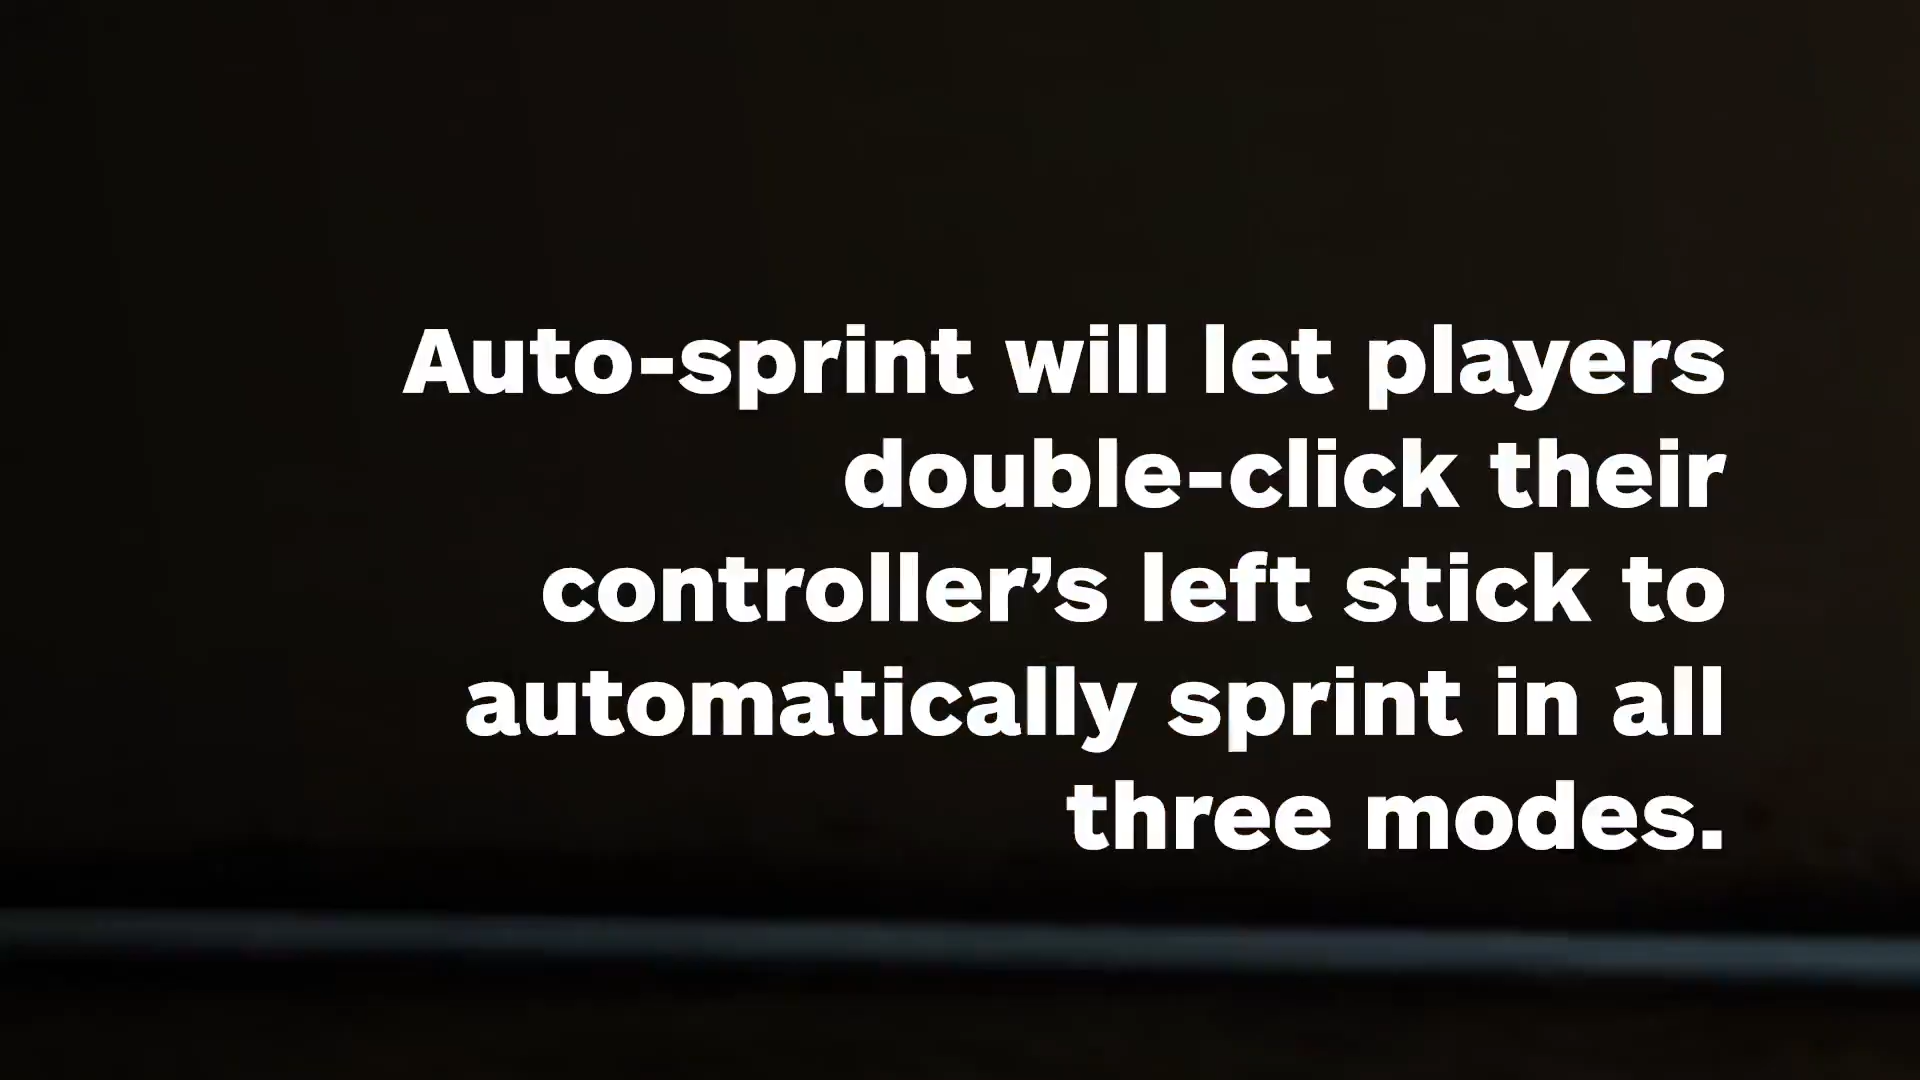 Auto-sprint will let players
double-click their
controller’s left stick to
automatically sprint in all
three modes.